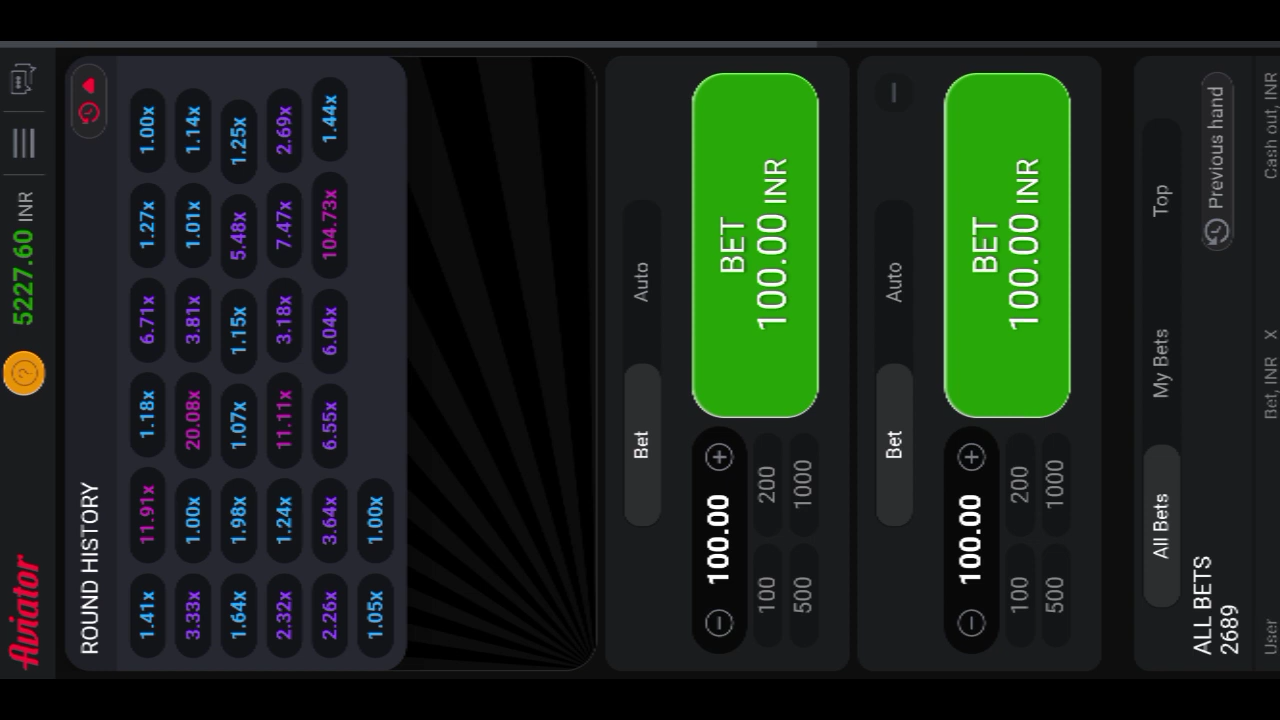 Aviator
5227.60 INR
ROUND HISTORY
1.41x 11.91x 1.18x 6.71x 1.27x 1.00x
3.33x 1.00x 20.08x 3.81x 1.01x 1.14x
1.64x 1.98x 1.07x 1.15x 5.48x 1.25x
2.32x 1.24x 11.11x 3.18x 7.47x 2.69x
2.26x 3.64x 6.55x 6.04x 104.73x 1.44x
1.05x 1.00x
Bet Auto
100.00
100 200
500 1000
BET
100.00 INR
Bet Auto
100.00
100 200
500 1000
BET
100.00 INR
All Bets My Bets Top
ALL BETS
2689
Previous hand
User Bet, INR X Cash out, INR